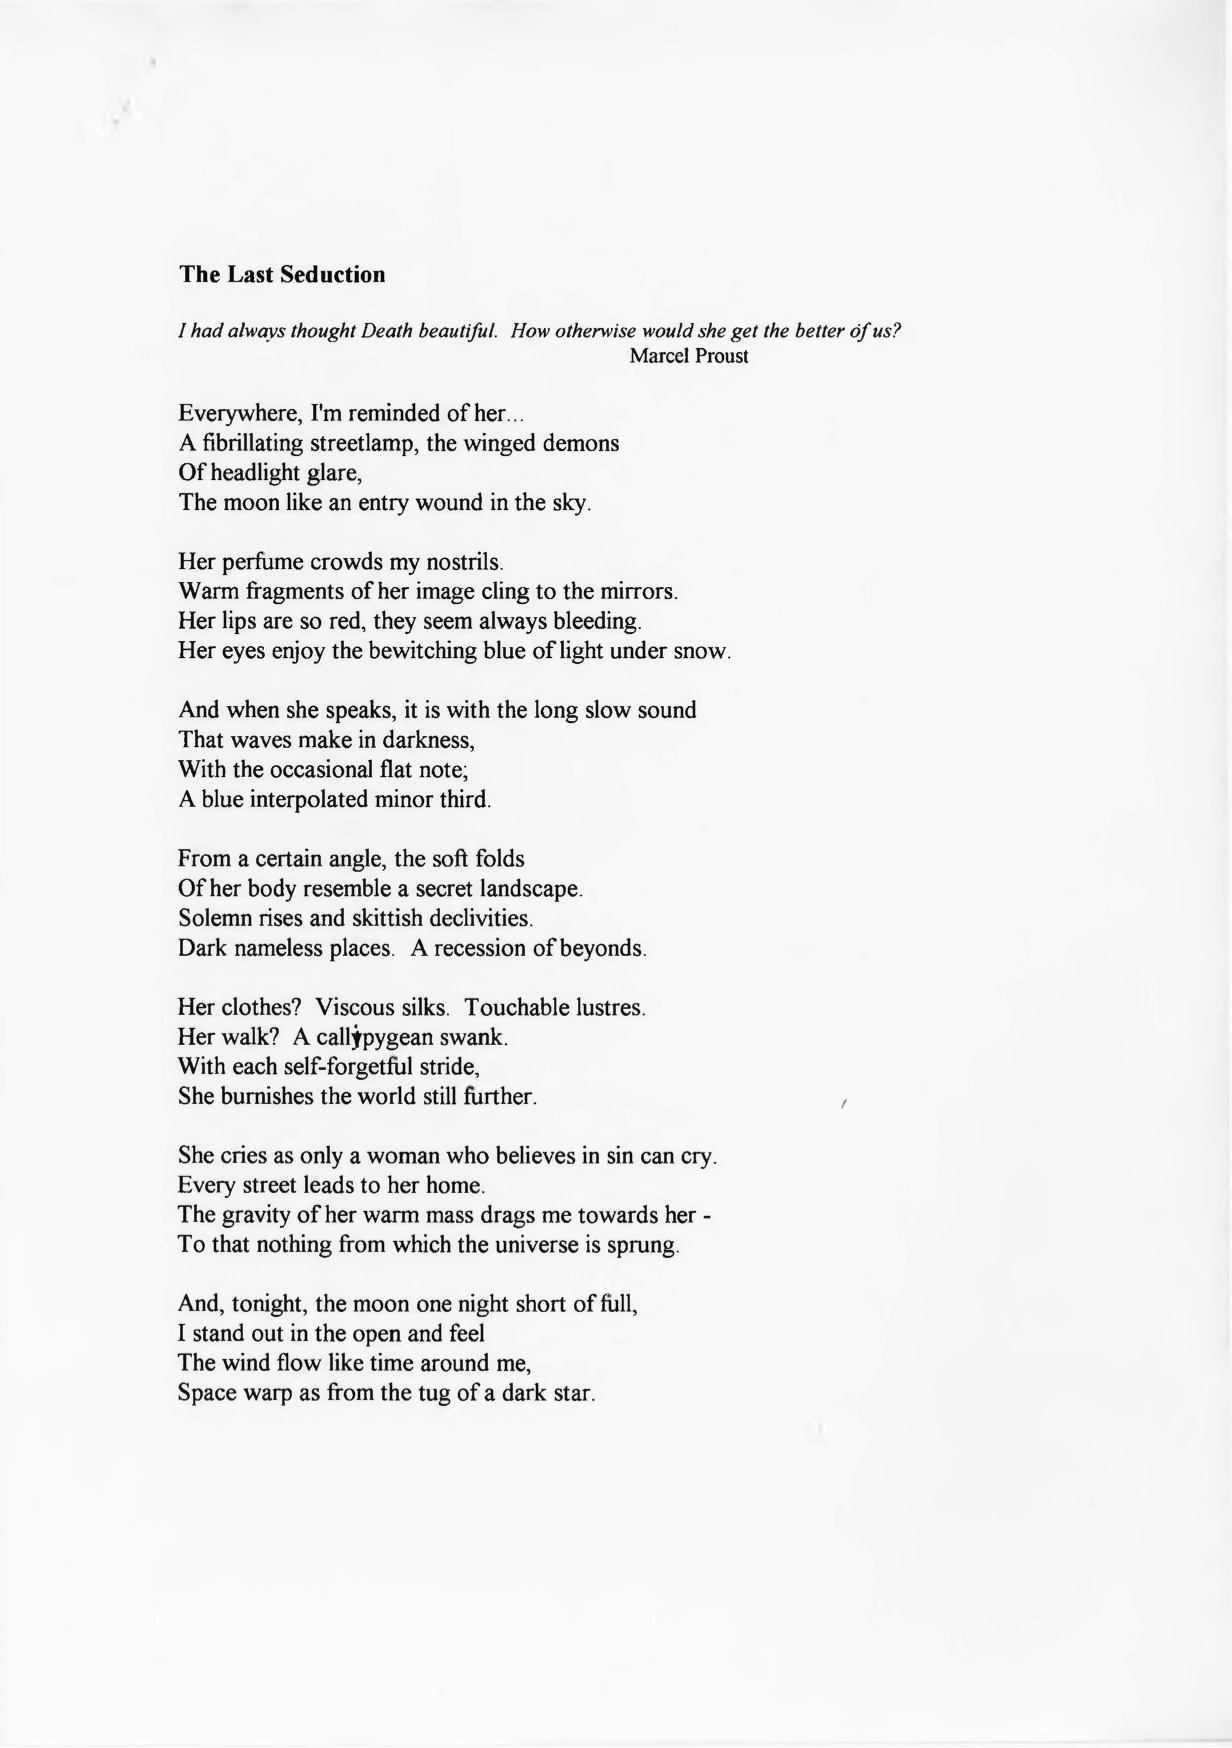 The Last Seduction
I had always thought Death beautiful. How otherwise would she get the better of us?
Marcel Proust
Everywhere, I'm reminded of her...
A fibrillating streetlamp, the winged demons
Of headlight glare,
The moon like an entry wound in the sky.
Her perfume crowds my nostrils.
Warm fragments of her image cling to the mirrors.
Her lips are so red, they seem always bleeding.
Her eyes enjoy the bewitching blue of light under snow.
And when she speaks, it is with the long slow sound
That waves make in darkness,
With the occasional flat note;
A blue interpolated minor third.
From a certain angle, the soft folds
Of her body resemble a secret landscape.
Solemn rises and skittish declivities.
Dark nameless places. A recession of beyonds.
Her clothes? Viscous silks. Touchable lustres.
Her walk? A callipygean swank.
With each self-forgetful stride,
She burnishes the world still further.
She cries as only a woman who believes in sin can cry.
Every street leads to her home.
The gravity of her warm mass drags me towards her -
To that nothing from which the universe is sprung.
And, tonight, the moon one night short of full,
I stand out in the open and feel
The wind flow like time around me,
Space warp as from the tug of a dark star.